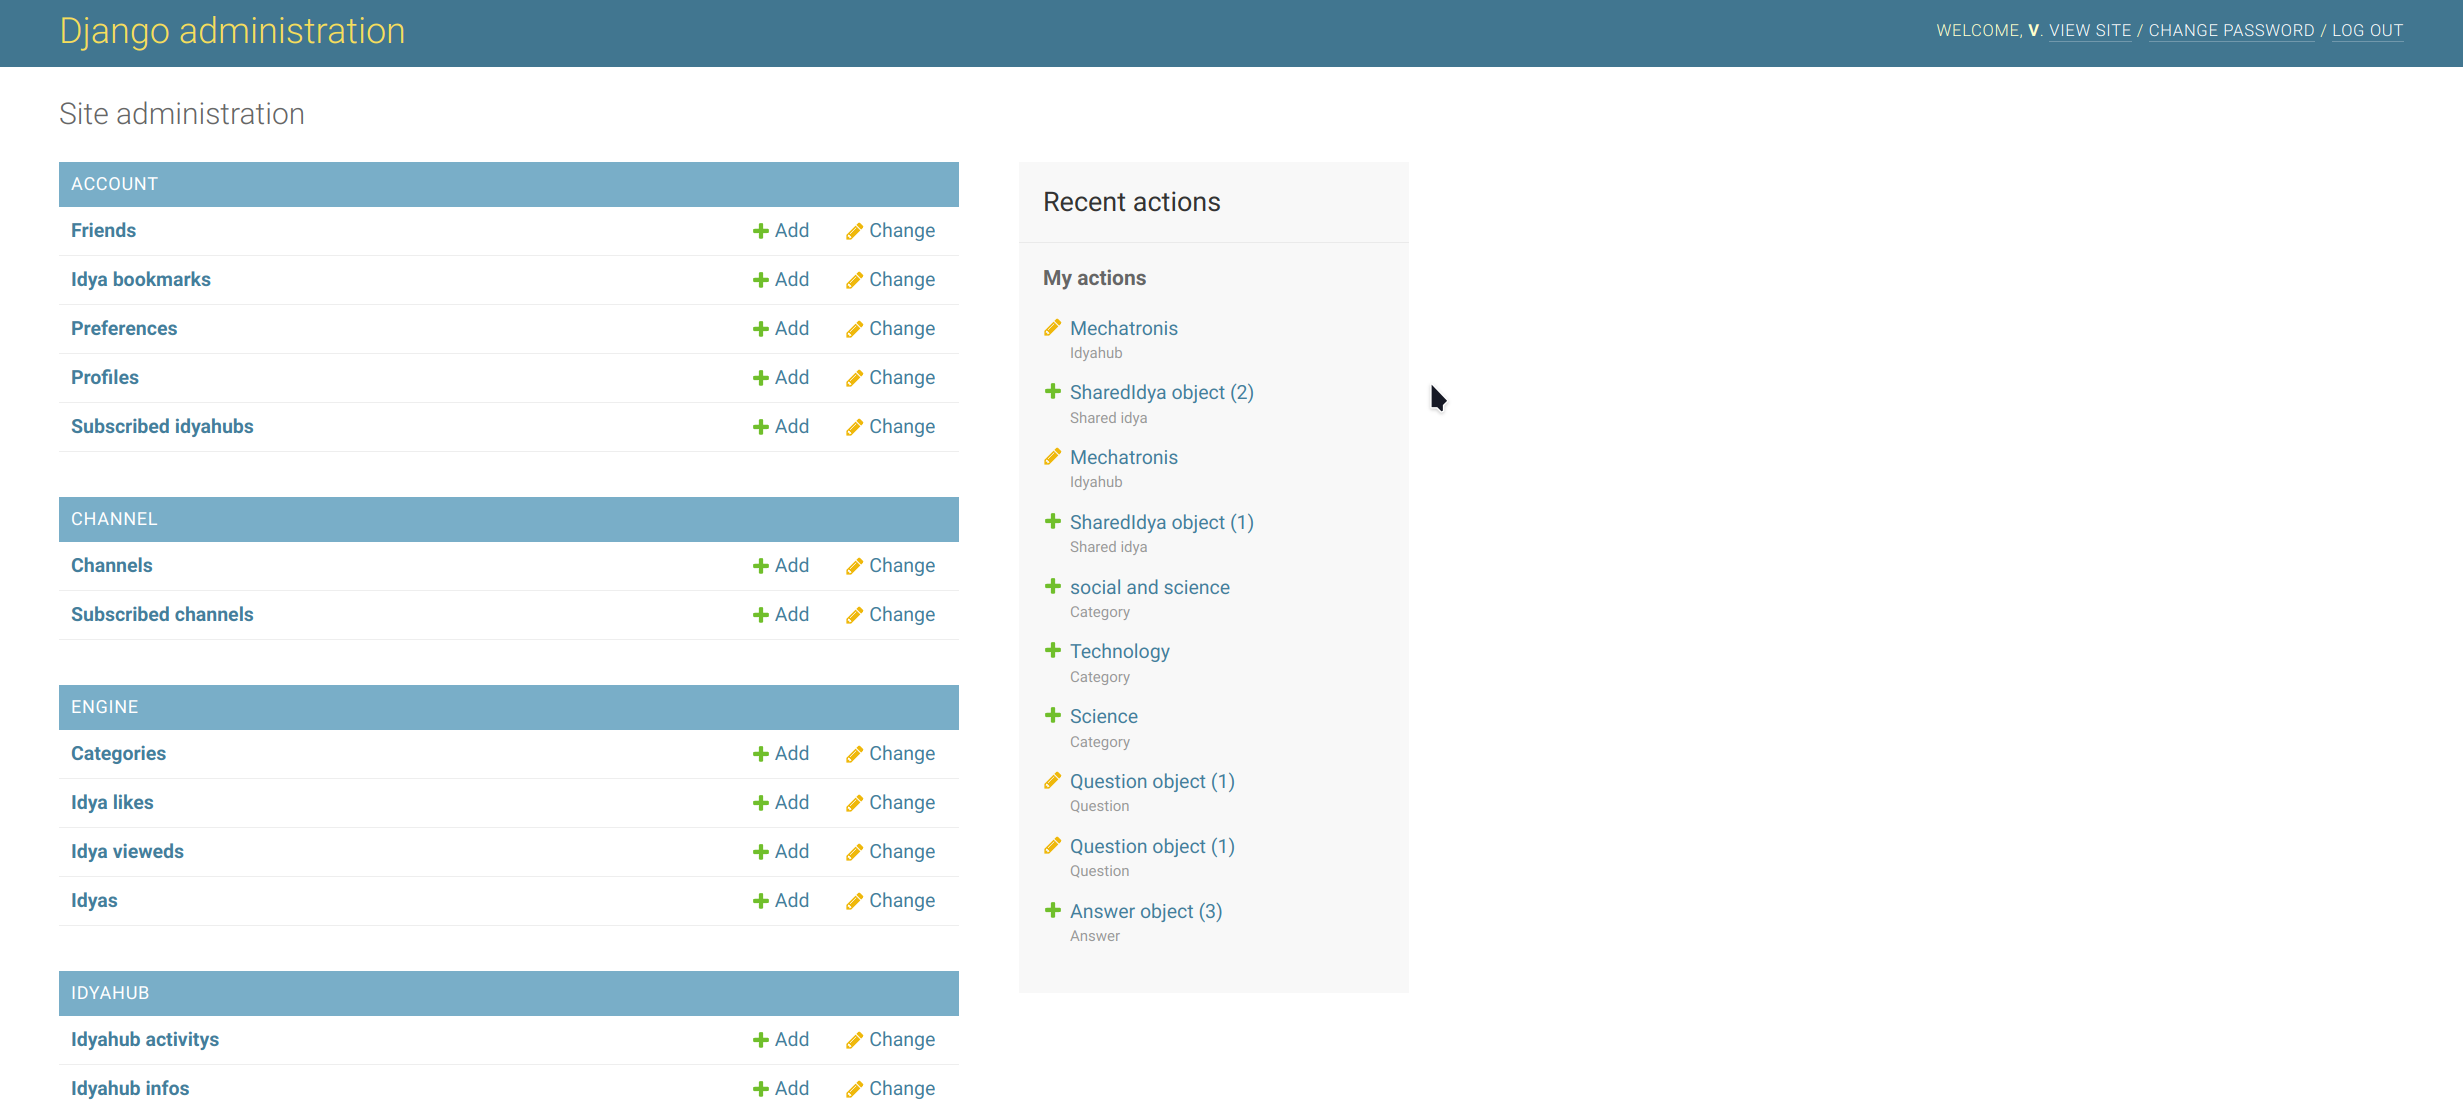 Django administration
WELCOME, V. VIEW SITE / CHANGE PASSWORD / LOG OUT
Site administration
ACCOUNT
Friends Add Change
Idya bookmarks Add Change
Preferences Add Change
Profiles Add Change
Subscribed idyahubs Add Change
CHANNEL
Channels Add Change
Subscribed channels Add Change
ENGINE
Categories Add Change
Idya likes Add Change
Idya vieweds Add Change
Idyas Add Change
IDYAHUB
Idyahub activitys Add Change
Idyahub infos Add Change
Recent actions
My actions
Mechatronis
Idyahub
SharedIdya object (2)
Shared idya
Mechatronis
Idyahub
SharedIdya object (1)
Shared idya
social and science
Category
Technology
Category
Science
Category
Question object (1)
Question
Question object (1)
Question
Answer object (3)
Answer